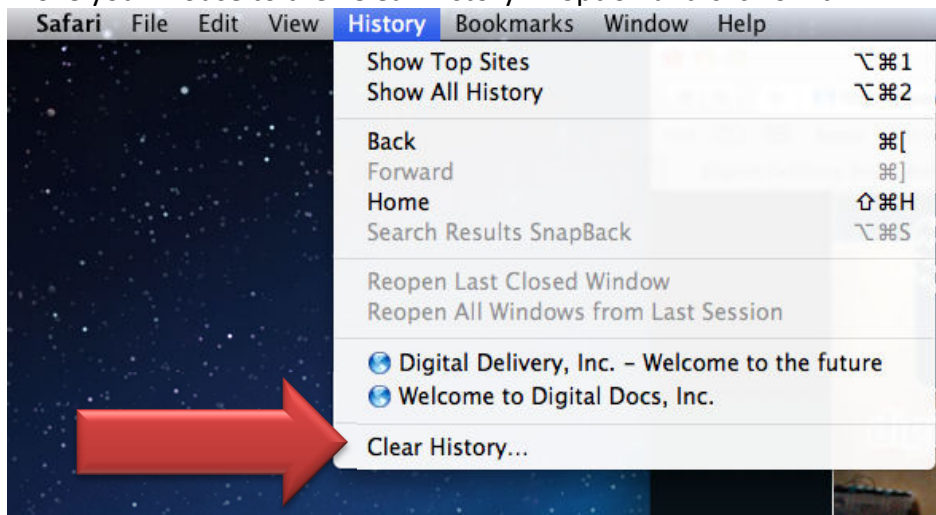 Safari File Edit View History Bookmarks Window Help
Show Top Sites ⌥⌘1
Show All History ⌥⌘2
Back ⌘[
Forward ⌘]
Home ⇧⌘H
Search Results SnapBack ⌥⌘S
Reopen Last Closed Window
Reopen All Windows from Last Session
Digital Delivery, Inc. – Welcome to the future
Welcome to Digital Docs, Inc.
Clear History...